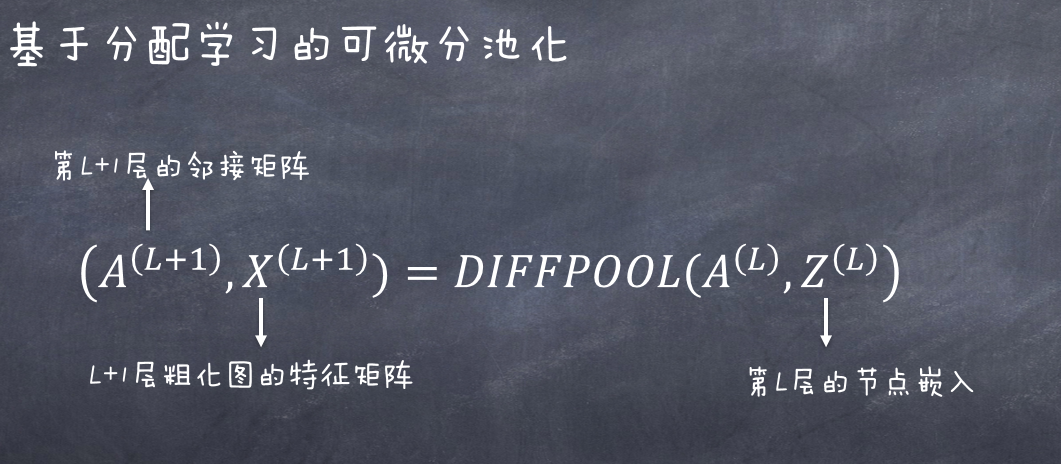 基于分配学习的可微分池化
第L+1层的邻接矩阵
(A^(L+1), X^(L+1)) = DIFFPOOL(A^(L), Z^(L))
L+1层粗化图的特征矩阵
第L层的节点嵌入